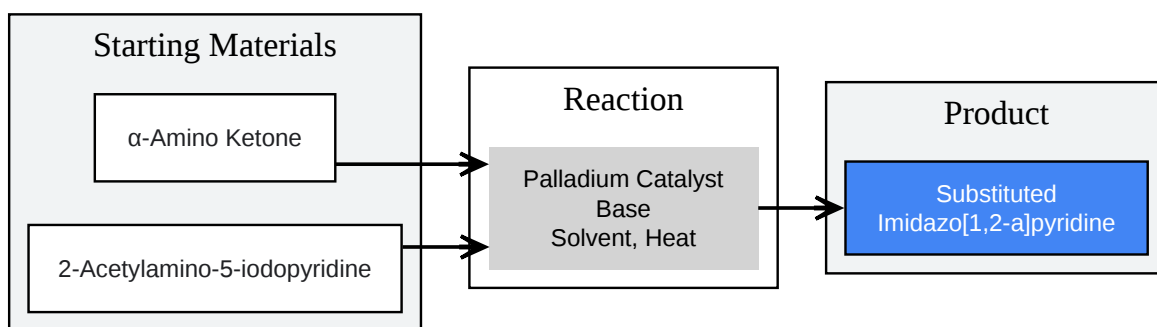 Starting Materials
α-Amino Ketone
2-Acetylamino-5-iodopyridine
Reaction
Palladium Catalyst
Base
Solvent, Heat
Product
Substituted
Imidazo[1,2-a]pyridine